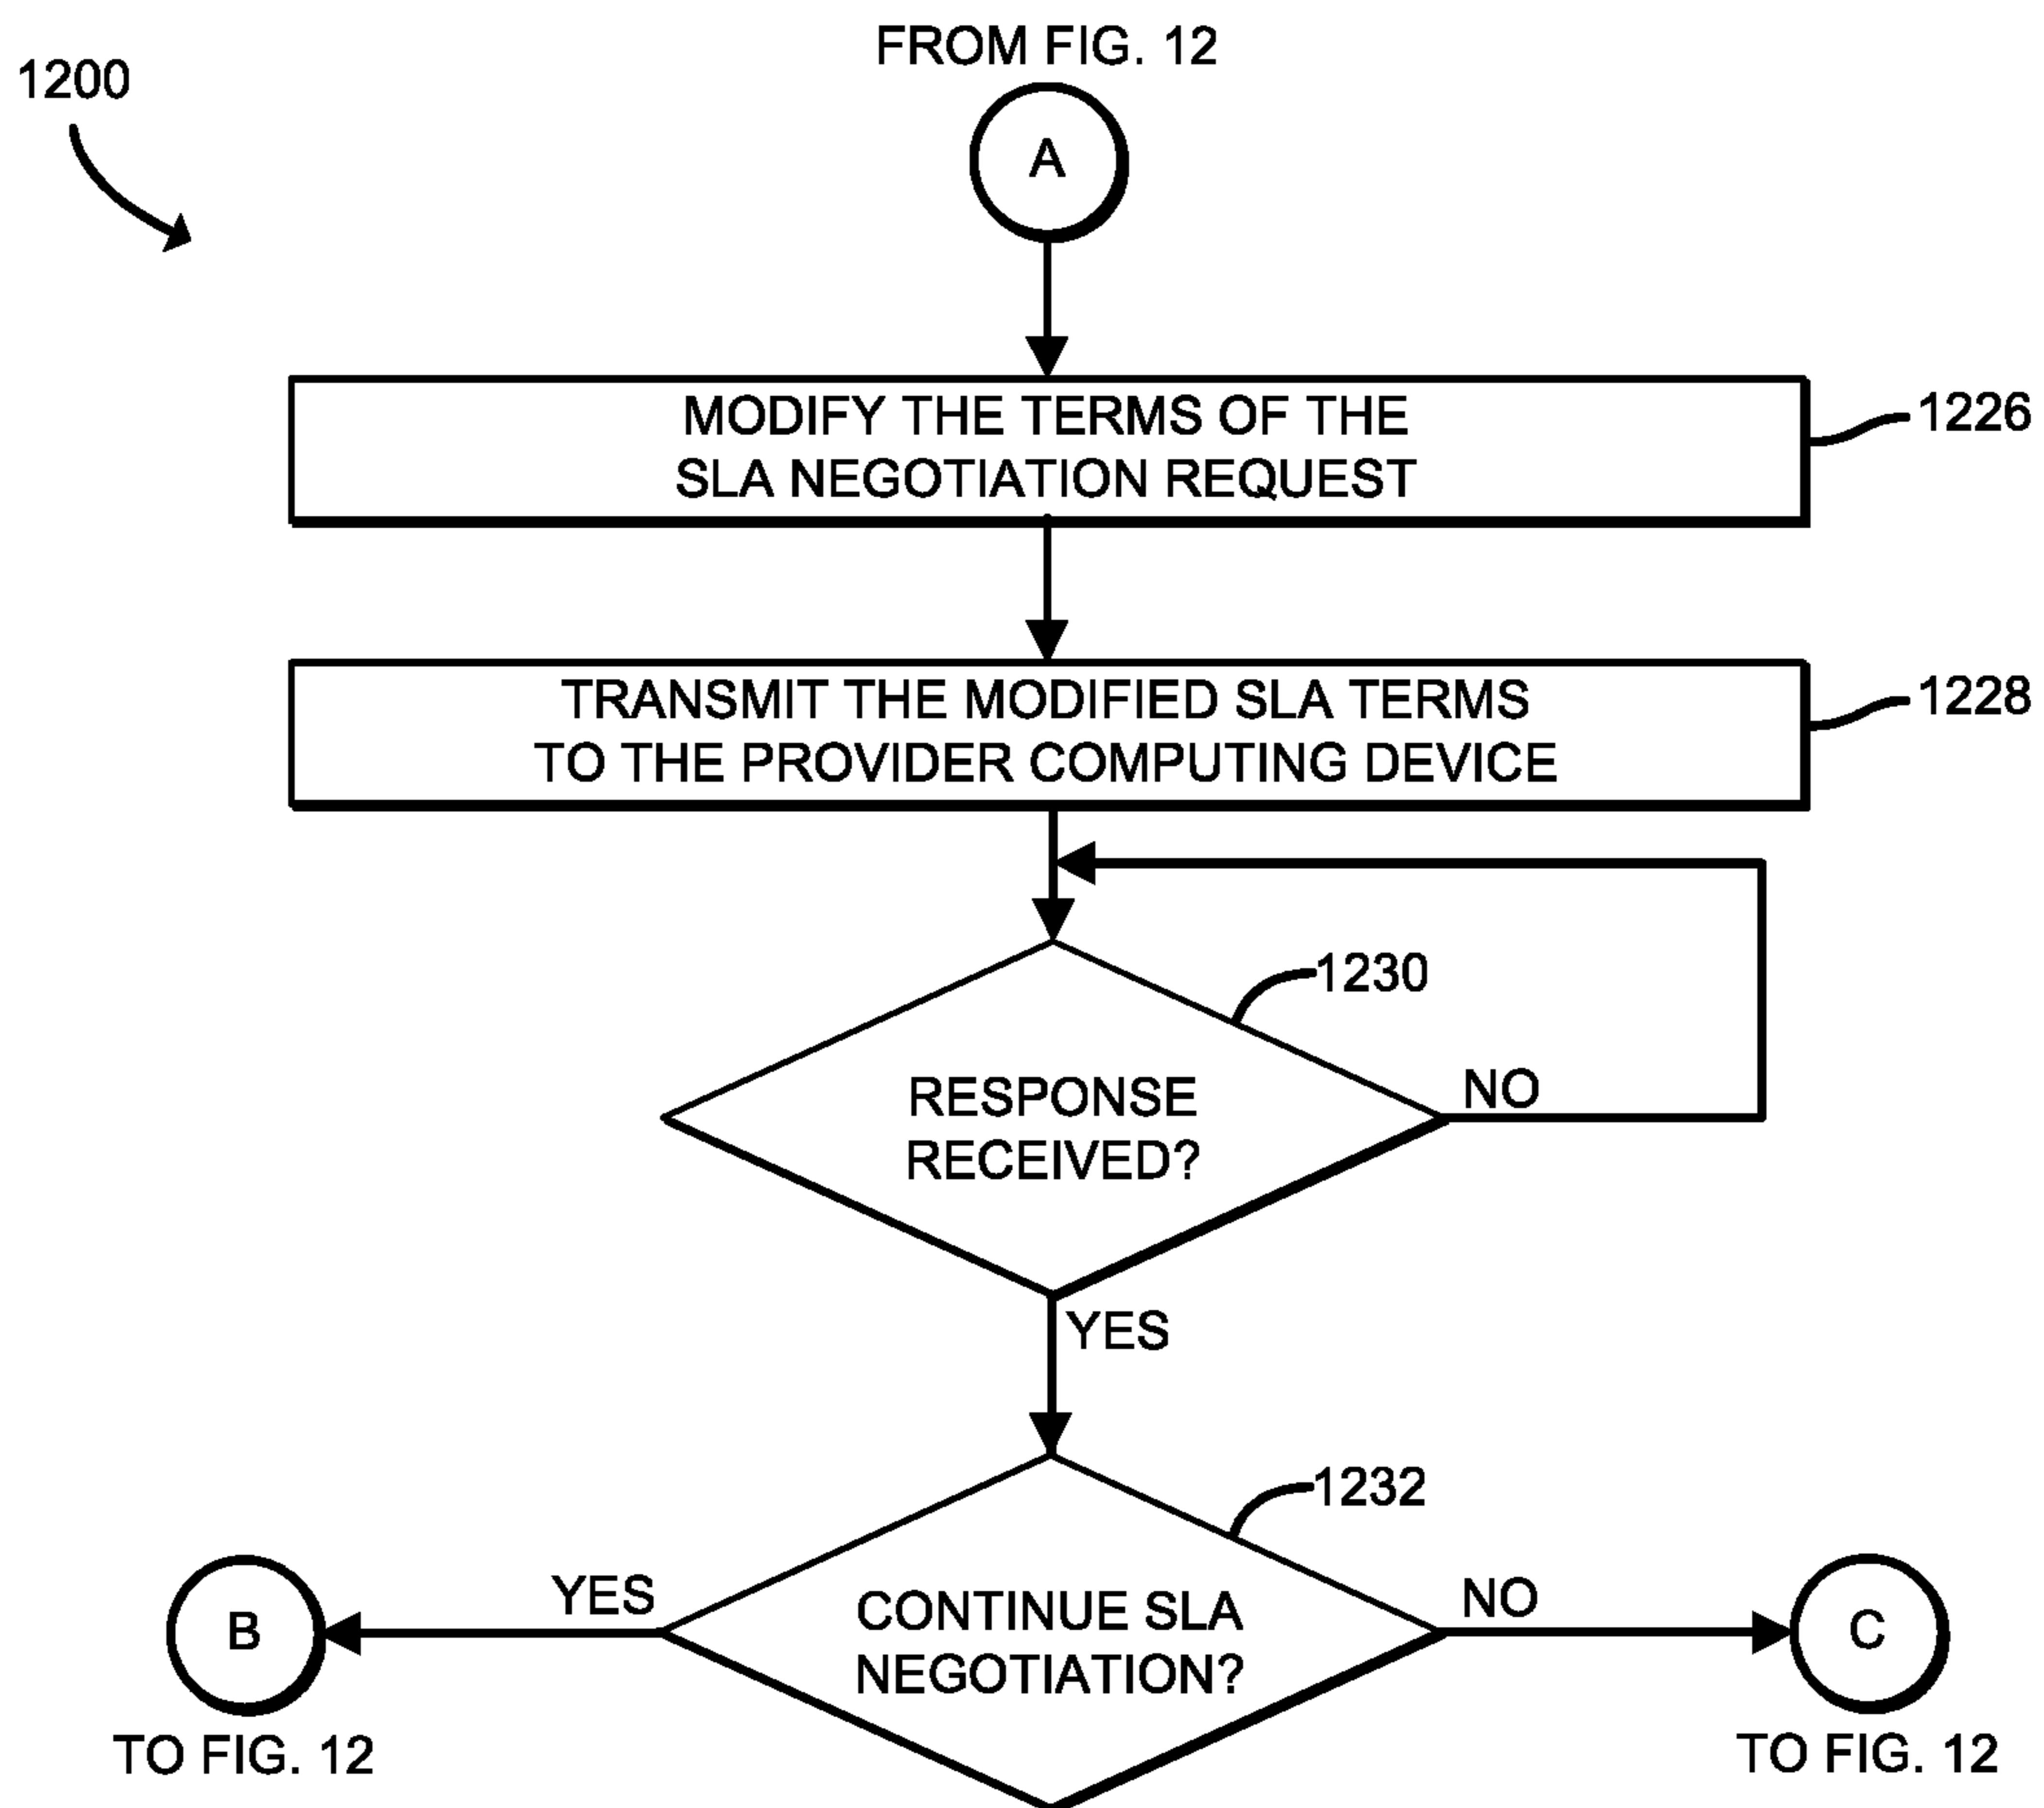 FROM FIG. 12
1200
A
MODIFY THE TERMS OF THE
SLA NEGOTIATION REQUEST
1226
TRANSMIT THE MODIFIED SLA TERMS
TO THE PROVIDER COMPUTING DEVICE
1228
1230
RESPONSE
RECEIVED?
NO
YES
1232
YES
CONTINUE SLA
NEGOTIATION?
NO
B
C
TO FIG. 12
TO FIG. 12